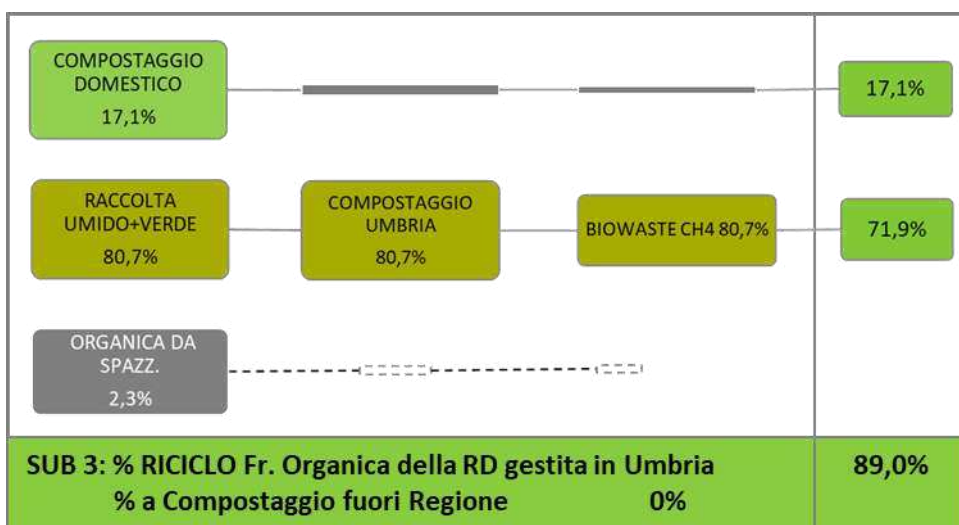 COMPOSTAGGIO
DOMESTICO
17,1%
17,1%
RACCOLTA
UMIDO+VERDE
80,7%
COMPOSTAGGIO
UMBRIA
80,7%
BIOWASTE CH4 80,7%
71,9%
ORGANICA DA
SPAZZ.
2,3%
SUB 3: % RICICLO Fr. Organica della RD gestita in Umbria 89,0%
% a Compostaggio fuori Regione 0%